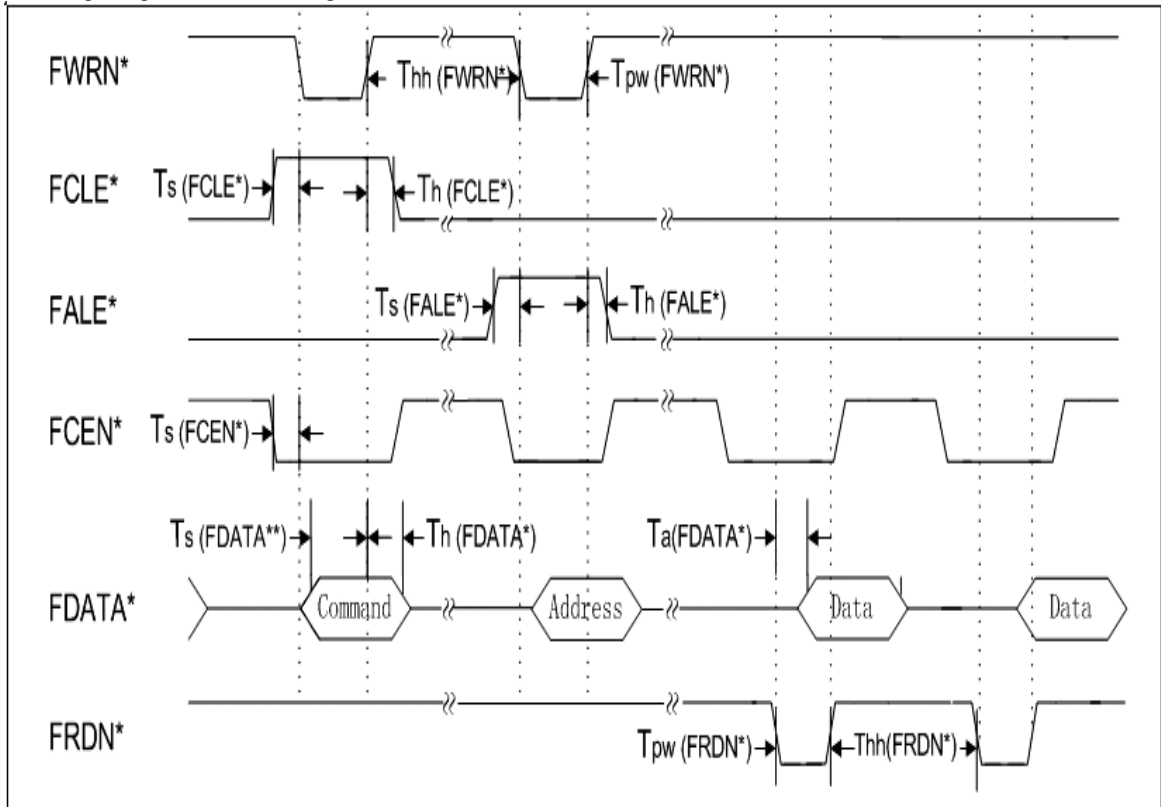 FWRN*
Thh (FWRN*)
Tpw (FWRN*)
FCLE*
Ts (FCLE*)
Th (FCLE*)
FALE*
Ts (FALE*)
Th (FALE*)
FCEN*
Ts (FCEN*)
Ts (FDATA**)
Th (FDATA*)
Ta(FDATA*)
FDATA*
Command
Address
Data
Data
FRDN*
Tpw (FRDN*)
Thh(FRDN*)